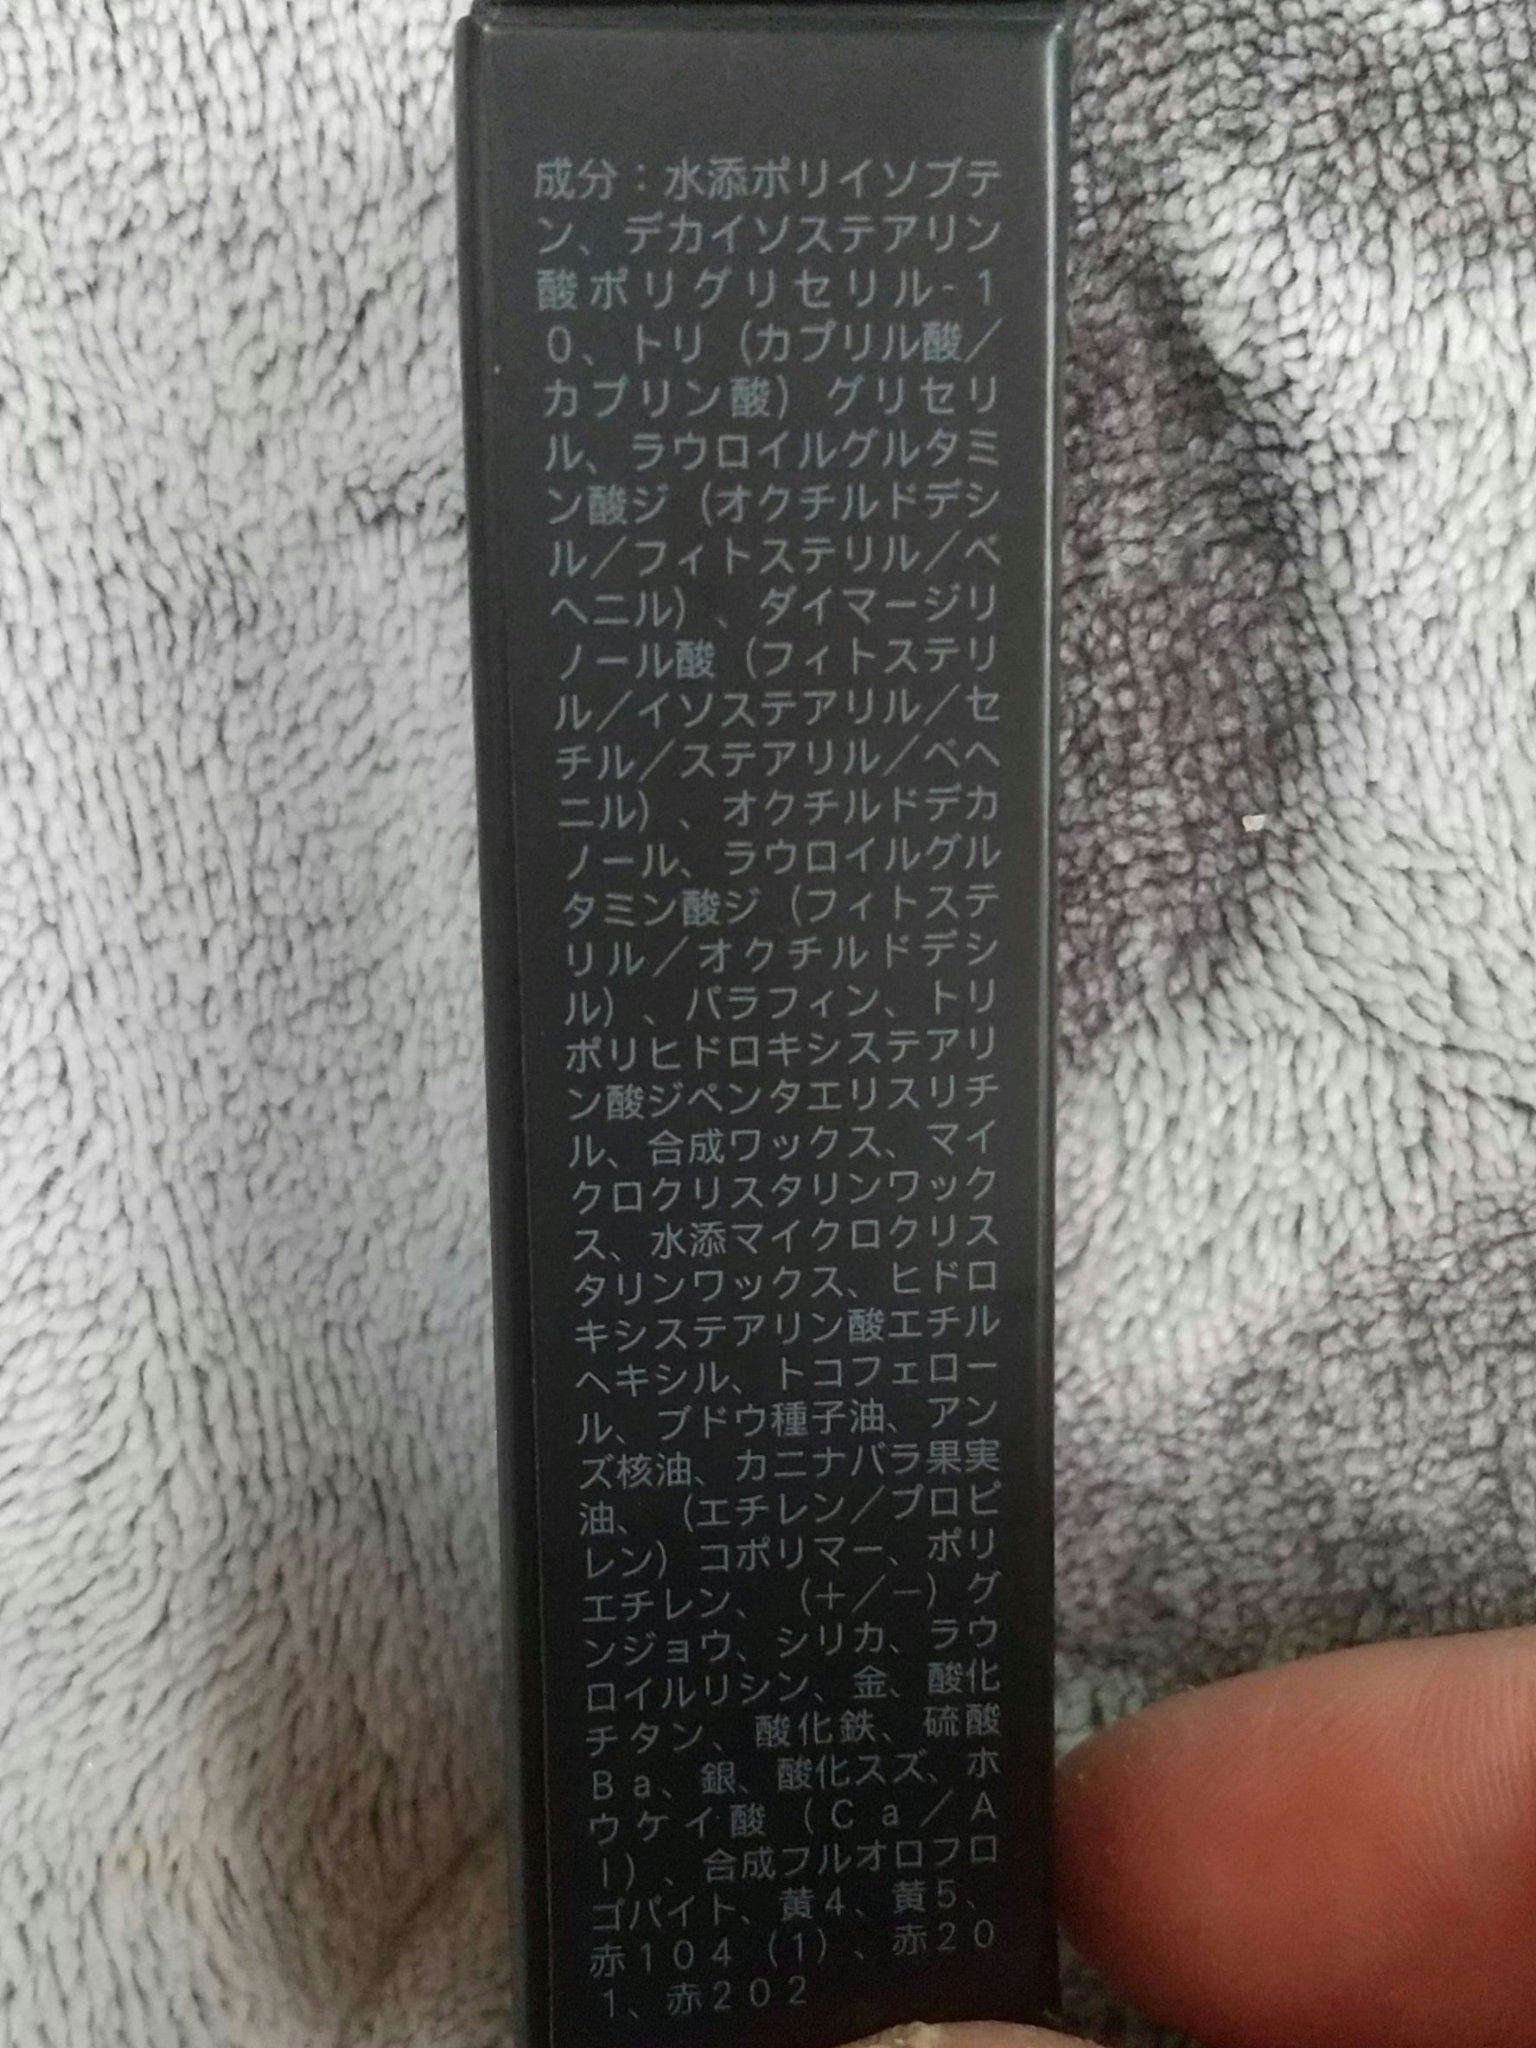 成分：水添ポリイソブテ
ン、デカイソステアリン
酸ポリグリセリル-1
0、トリ（カプリル酸／
カプリン酸）グリセリ
ル、ラウロイルグルタミ
ン酸ジ（オクチルドデシ
ル／フィトステリル／ベ
ヘニル）、ダイマージリ
ノール酸（フィトステリ
ル／イソステアリル／セ
チル／ステアリル／ベヘ
ニル）、オクチルドデカ
ノール、ラウロイルグル
タミン酸ジ（フィトステ
リル／オクチルドデシ
ル）、パラフィン、トリ
ポリヒドロキシステアリ
ン酸ジペンタエリスリチ
ル、合成ワックス、マイ
クロクリスタリンワック
ス、水添マイクロクリス
タリンワックス、ヒドロ
キシステアリン酸エチル
ヘキシル、トコフェロー
ル、ブドウ種子油、アン
ズ核油、カニナバラ果実
油、（エチレン／プロピ
レン）コポリマー、ポリ
エチレン、（＋／－）グ
ンジョウ、シリカ、ラウ
ロイルリシン、金、酸化
チタン、酸化鉄、硫酸
Ba、銀、酸化スズ、ホ
ウケイ酸（Ca／A
l）、合成フルオロフロ
ゴパイト、黄4、黄5、
赤104（1）、赤20
1、赤202